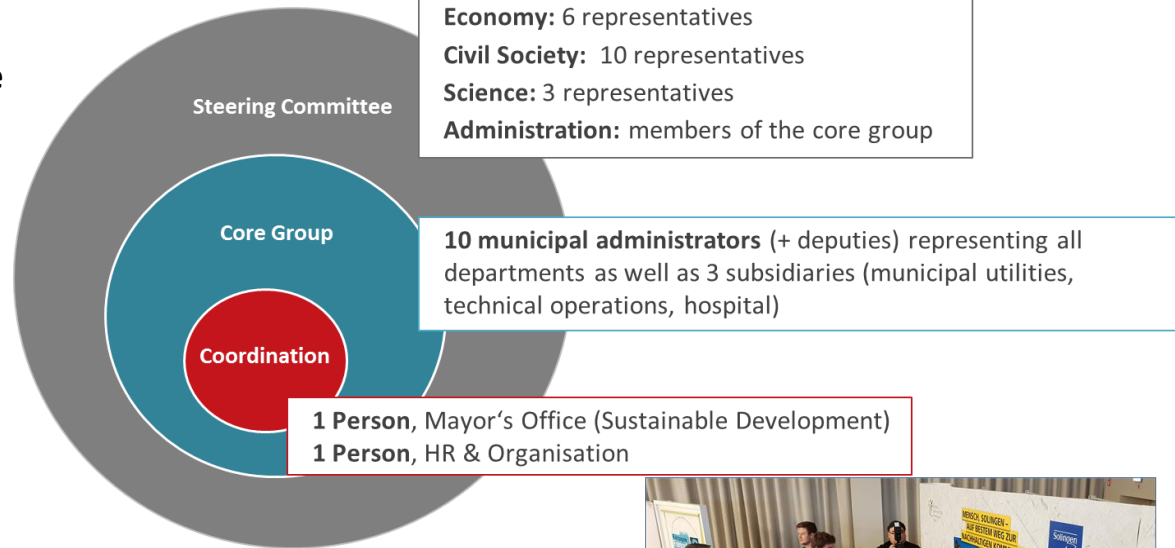 Economy: 6 representatives
Civil Society: 10 representatives
Science: 3 representatives
Administration: members of the core group
Steering Committee
Core Group
10 municipal administrators (+ deputies) representing all
departments as well as 3 subsidiaries (municipal utilities,
technical operations, hospital)
Coordination
1 Person, Mayor‘s Office (Sustainable Development)
1 Person, HR & Organisation
MENSCH, SOLINGEN –
AUF BESTEM WEG ZUR
NACHHALTIGEN
Solingen